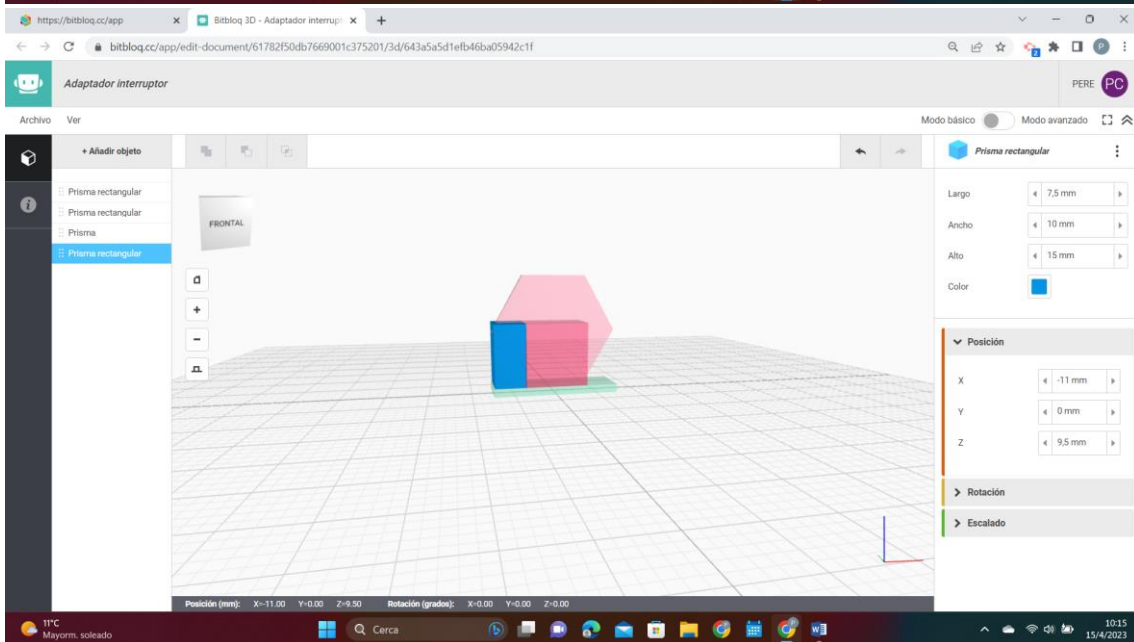 https://bitbloq.cc/app
Bitbloq 3D - Adaptador interrup
bitbloq.cc/app/edit-document/61782f50db7669001c375201/3d/643a5a5d1efb46ba05942c1f
2
P
Adaptador interruptor
PERE
PC
Archivo
Ver
Modo básico
Modo avanzado
+ Añadir objeto
Prisma rectangular
Prisma rectangular
Prisma rectangular
Prisma
Prisma rectangular
FRONTAL
Largo
7,5 mm
Ancho
10 mm
Alto
15 mm
Color
Posición
X
-11 mm
Y
0 mm
Z
9,5 mm
Rotación
Escalado
Posición (mm): X=-11.00 Y=0.00 Z=9.50 Rotación (grados): X=0.00 Y=0.00 Z=0.00
11°C
Mayorm. soleado
Cerca
10:15
15/4/2023